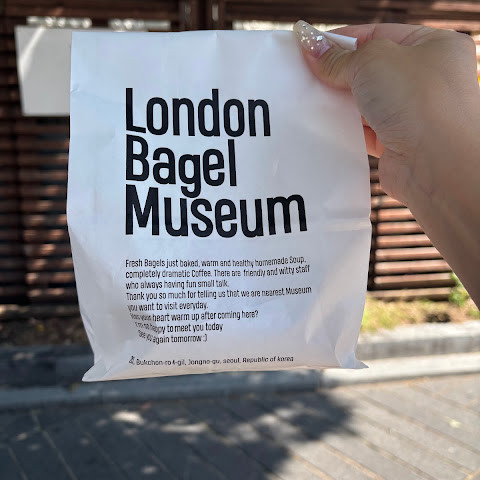 London
Bagel
Museum
Fresh Bagels just baked, warm and healthy homemade Soup,
completely dramatic Coffee. There are friendly and witty staff
who always having fun small talk.
Thank you so much for telling us that we are nearest Museum
you want to visit everyday.
your heart warm up after coming here?
happy to meet you today
again tomorrow :)
Bukchon-ro 4-gil, Jongno-gu, seoul, Republic of korea